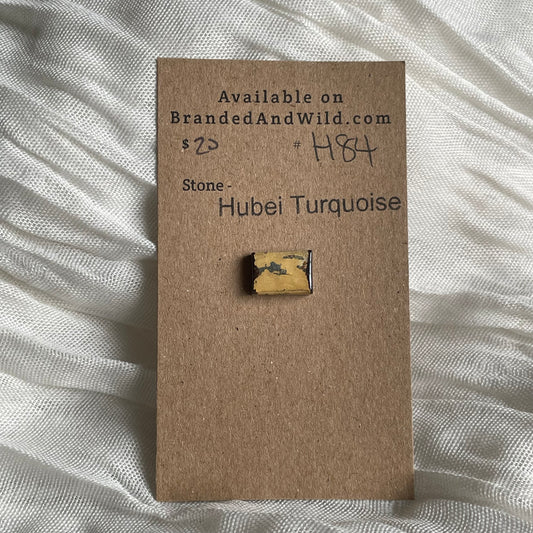 Available on
BrandedAndWild.com
$ 20 # H84
Stone -
Hubei Turquoise